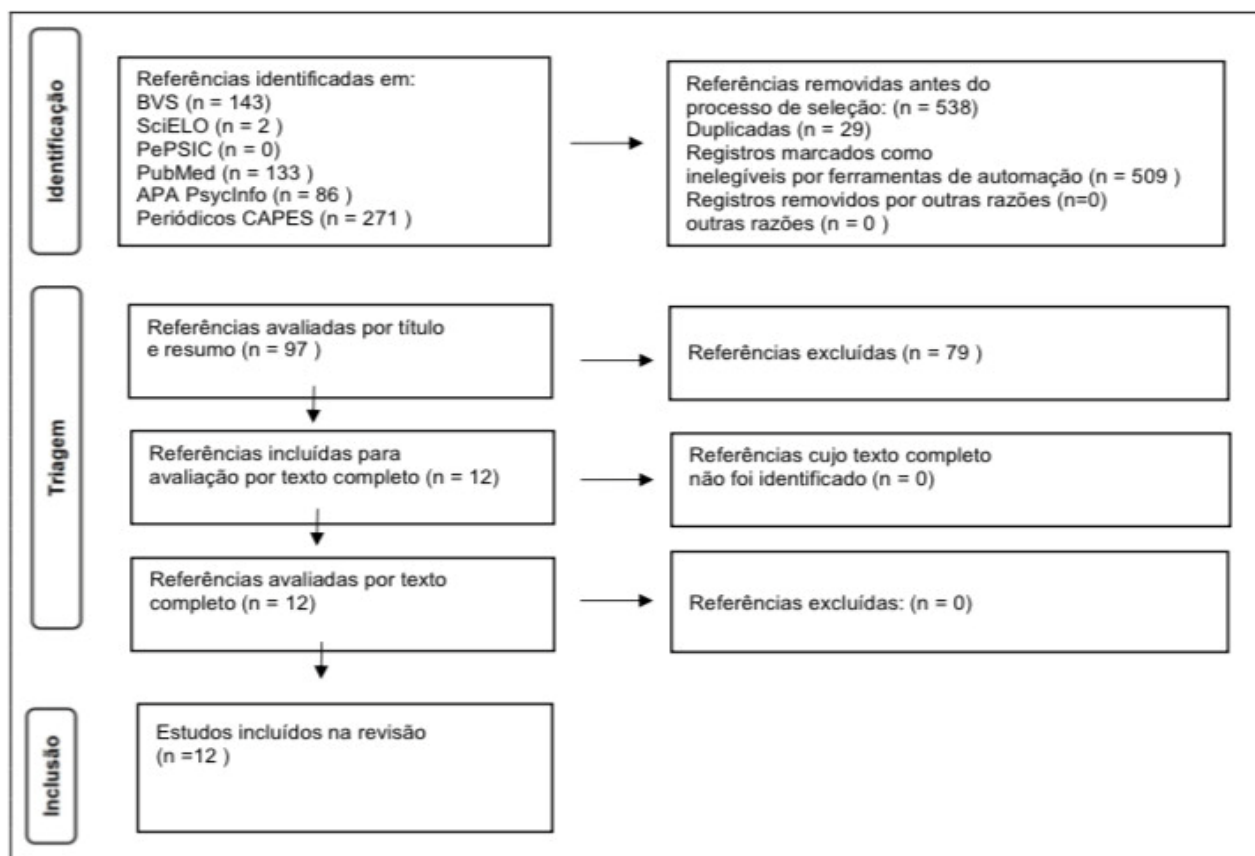 Identificação
Referências identificadas em:
BVS (n = 143)
SciELO (n = 2 )
PePSIC (n = 0)
PubMed (n = 133 )
APA PsycInfo (n = 86 )
Periódicos CAPES (n = 271 )
Referências removidas antes do
processo de seleção: (n = 538)
Duplicadas (n = 29)
Registros marcados como
inelegíveis por ferramentas de automação (n = 509 )
Registros removidos por outras razões (n=0)
outras razões (n = 0 )
Triagem
Referências avaliadas por título
e resumo (n = 97 )
Referências excluídas (n = 79 )
Referências incluídas para
avaliação por texto completo (n = 12)
Referências cujo texto completo
não foi identificado (n = 0)
Referências avaliadas por texto
completo (n = 12)
Referências excluídas: (n = 0)
Inclusão
Estudos incluídos na revisão
(n =12 )